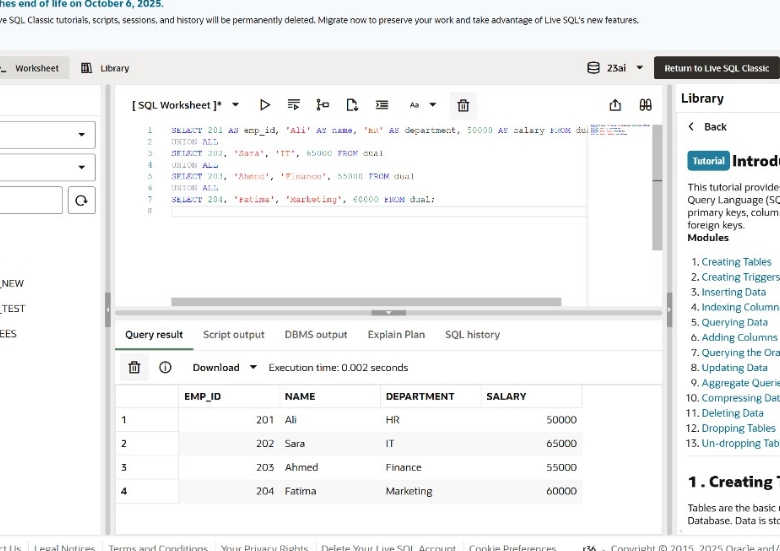 hes end of life on October 6, 2025.
ve SQL Classic tutorials, scripts, sessions, and history will be permanently deleted. Migrate now to preserve your work and take advantage of Live SQL's new features.
Worksheet
Library
23ai
Return to Live SQL Classic
[ SQL Worksheet ]*
Aa
1 SELECT 201 AS emp_id, 'Ali' AS name, 'HR' AS department, 50000 AS salary FROM du
2 UNION ALL
3 SELECT 202, 'Sara', 'IT', 65000 FROM dual
4 UNION ALL
5 SELECT 203, 'Ahmed', 'Finance', 55000 FROM dual
6 UNION ALL
7 SELECT 204, 'Fatima', 'Marketing', 60000 FROM dual;
8
_NEW
_TEST
EES
Query result
Script output
DBMS output
Explain Plan
SQL history
Download
Execution time: 0.002 seconds
EMP_ID NAME DEPARTMENT SALARY
1 201 Ali HR 50000
2 202 Sara IT 65000
3 203 Ahmed Finance 55000
4 204 Fatima Marketing 60000
Library
Back
Tutorial Introdu
This tutorial provide
Query Language (SQ
primary keys, colum
foreign keys.
Modules
1. Creating Tables
2. Creating Triggers
3. Inserting Data
4. Indexing Column
5. Querying Data
6. Adding Columns
7. Querying the Ora
8. Updating Data
9. Aggregate Querie
10. Compressing Dat
11. Deleting Data
12. Dropping Tables
13. Un-dropping Tab
1 . Creating T
Tables are the basic u
Database. Data is sto
ct Us
Legal Notices
Terms and Conditions
Your Privacy Rights
Delete Your Live SQL Account
Cookie Preferences
r36 - Copyright © 2015, 2025 Oracle and/